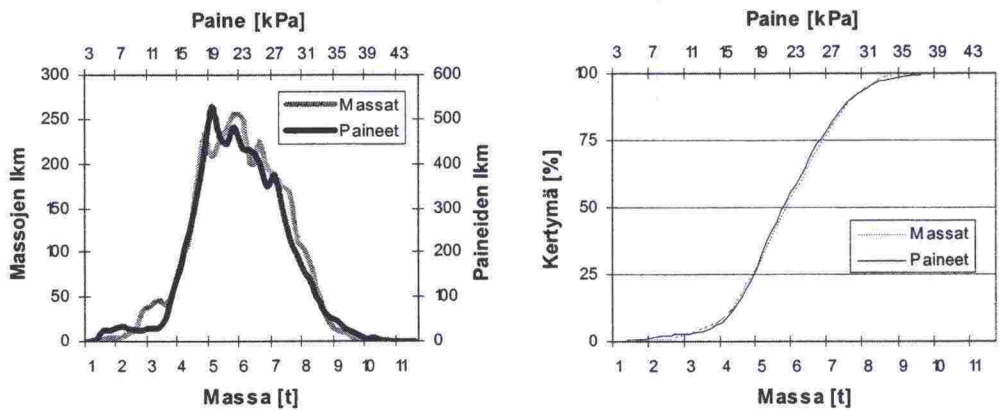 Paine [kPa]
3 7 11 13 15 19 23 27 31 35 39 43
300 600
250 500
200 400
150 300
100 200
50 100
0 0
Massat
Paineet
Massojen lkm
Paineiden lkm
1 2 3 4 5 6 7 8 9 10 11
Massa [t]
Paine [kPa]
3 7 11 15 19 23 27 31 34 39 43
100
75
50
25
0
Kertymä [%]
Massat
Paineet
1 2 3 4 5 6 7 8 9 10 11
Massa [t]